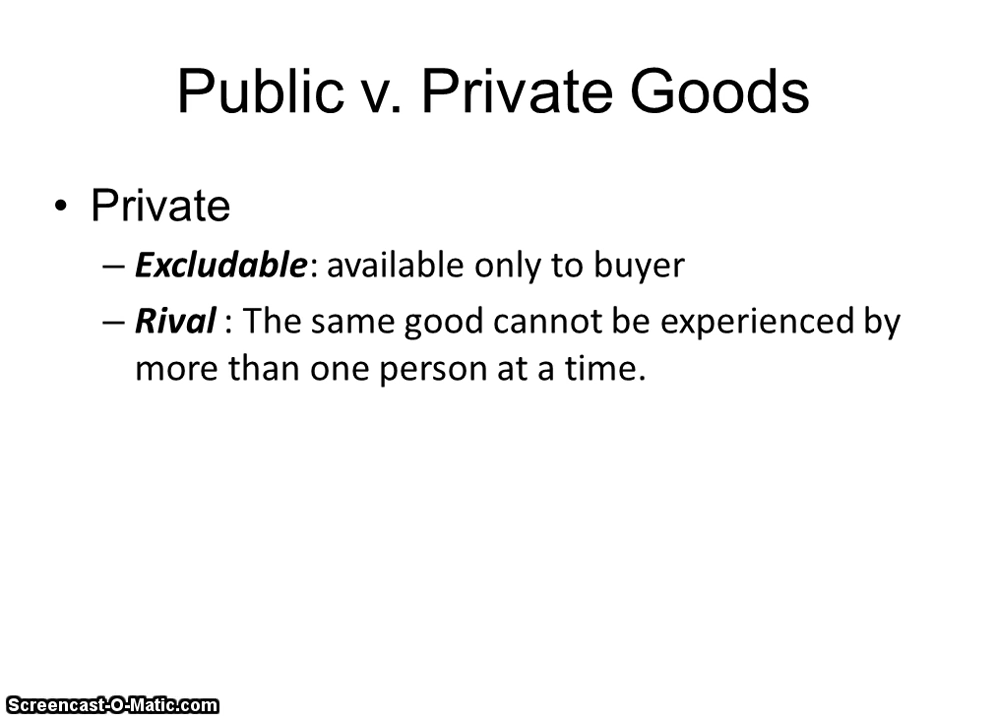 Public v. Private Goods
• Private
– Excludable: available only to buyer
– Rival : The same good cannot be experienced by
more than one person at a time.
Screencast-O-Matic.com